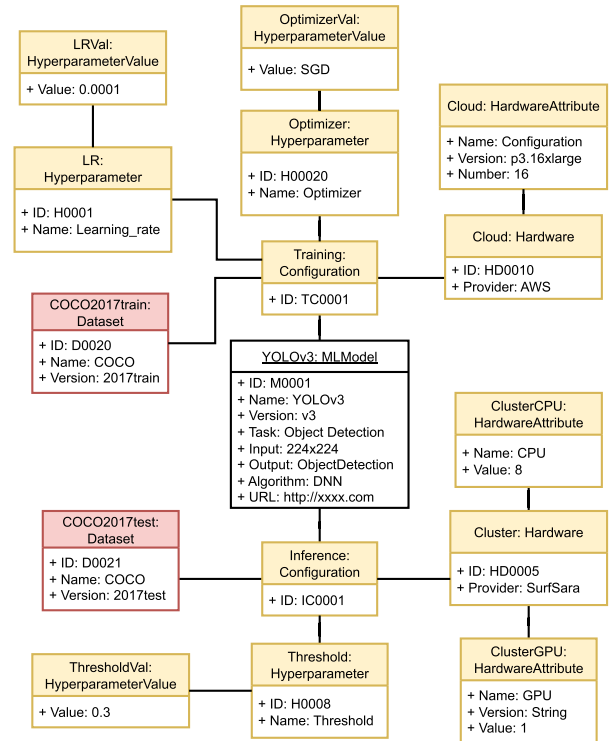 OptimizerVal:
HyperparameterValue
+ Value: SGD
LRVal:
HyperparameterValue
+ Value: 0.0001
Cloud: HardwareAttribute
+ Name: Configuration
+ Version: p3.16xlarge
+ Number: 16
Optimizer:
Hyperparameter
+ ID: H00020
+ Name: Optimizer
LR:
Hyperparameter
+ ID: H0001
+ Name: Learning_rate
Cloud: Hardware
+ ID: HD0010
+ Provider: AWS
Training:
Configuration
+ ID: TC0001
COCO2017train:
Dataset
+ ID: D0020
+ Name: COCO
+ Version: 2017train
YOLOv3: MLModel
+ ID: M0001
+ Name: YOLOv3
+ Version: v3
+ Task: Object Detection
+ Input: 224x224
+ Output: ObjectDetection
+ Algorithm: DNN
+ URL: http://xxxx.com
ClusterCPU:
HardwareAttribute
+ Name: CPU
+ Value: 8
COCO2017test:
Dataset
+ ID: D0021
+ Name: COCO
+ Version: 2017test
Cluster: Hardware
+ ID: HD0005
+ Provider: SurfSara
Inference:
Configuration
+ ID: IC0001
ThresholdVal:
HyperparameterValue
+ Value: 0.3
Threshold:
Hyperparameter
+ ID: H0008
+ Name: Threshold
ClusterGPU:
HardwareAttribute
+ Name: GPU
+ Version: String
+ Value: 1